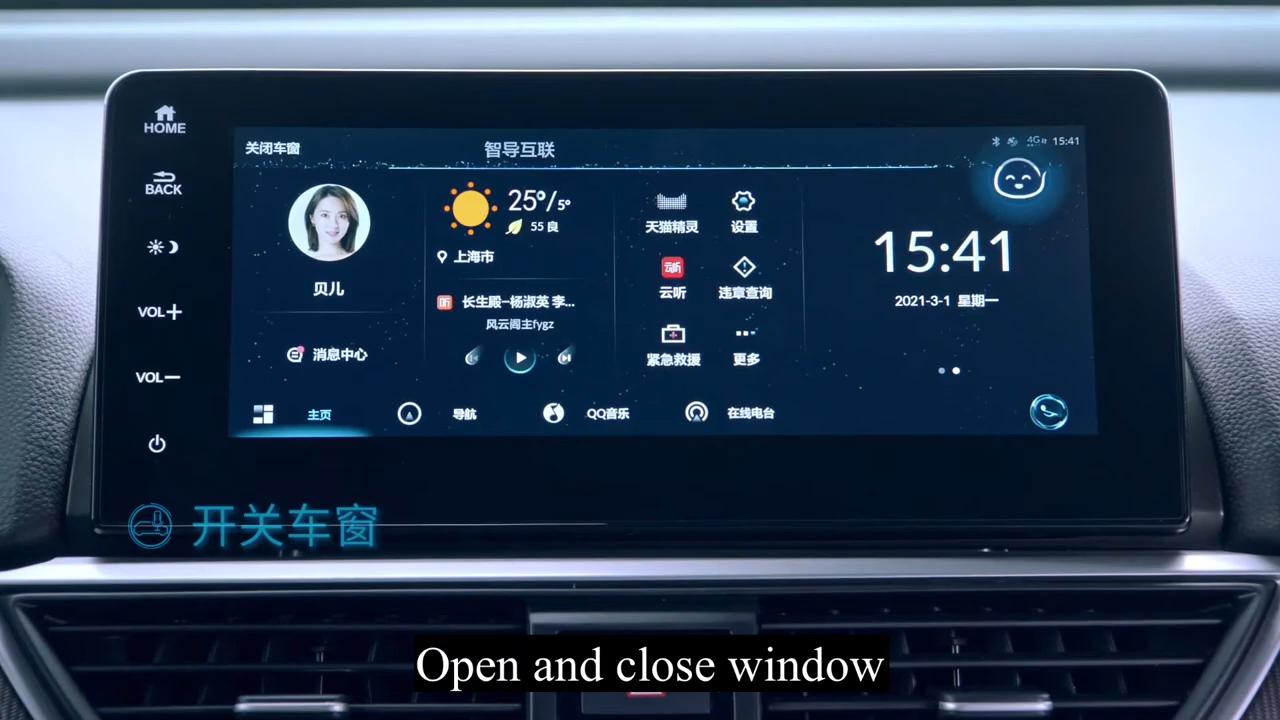 HOME
BACK
VOL+
VOL−
关闭车窗
智导互联
4G
15:41
贝儿
消息中心
25°/5°
55 良
上海市
听
长生殿-杨淑英 李...
风云阁主fygz
天猫精灵
设置
云听
云听
违章查询
紧急救援
更多
15:41
2021-3-1 星期一
主页
导航
QQ音乐
在线电台
开关车窗
Open and close window